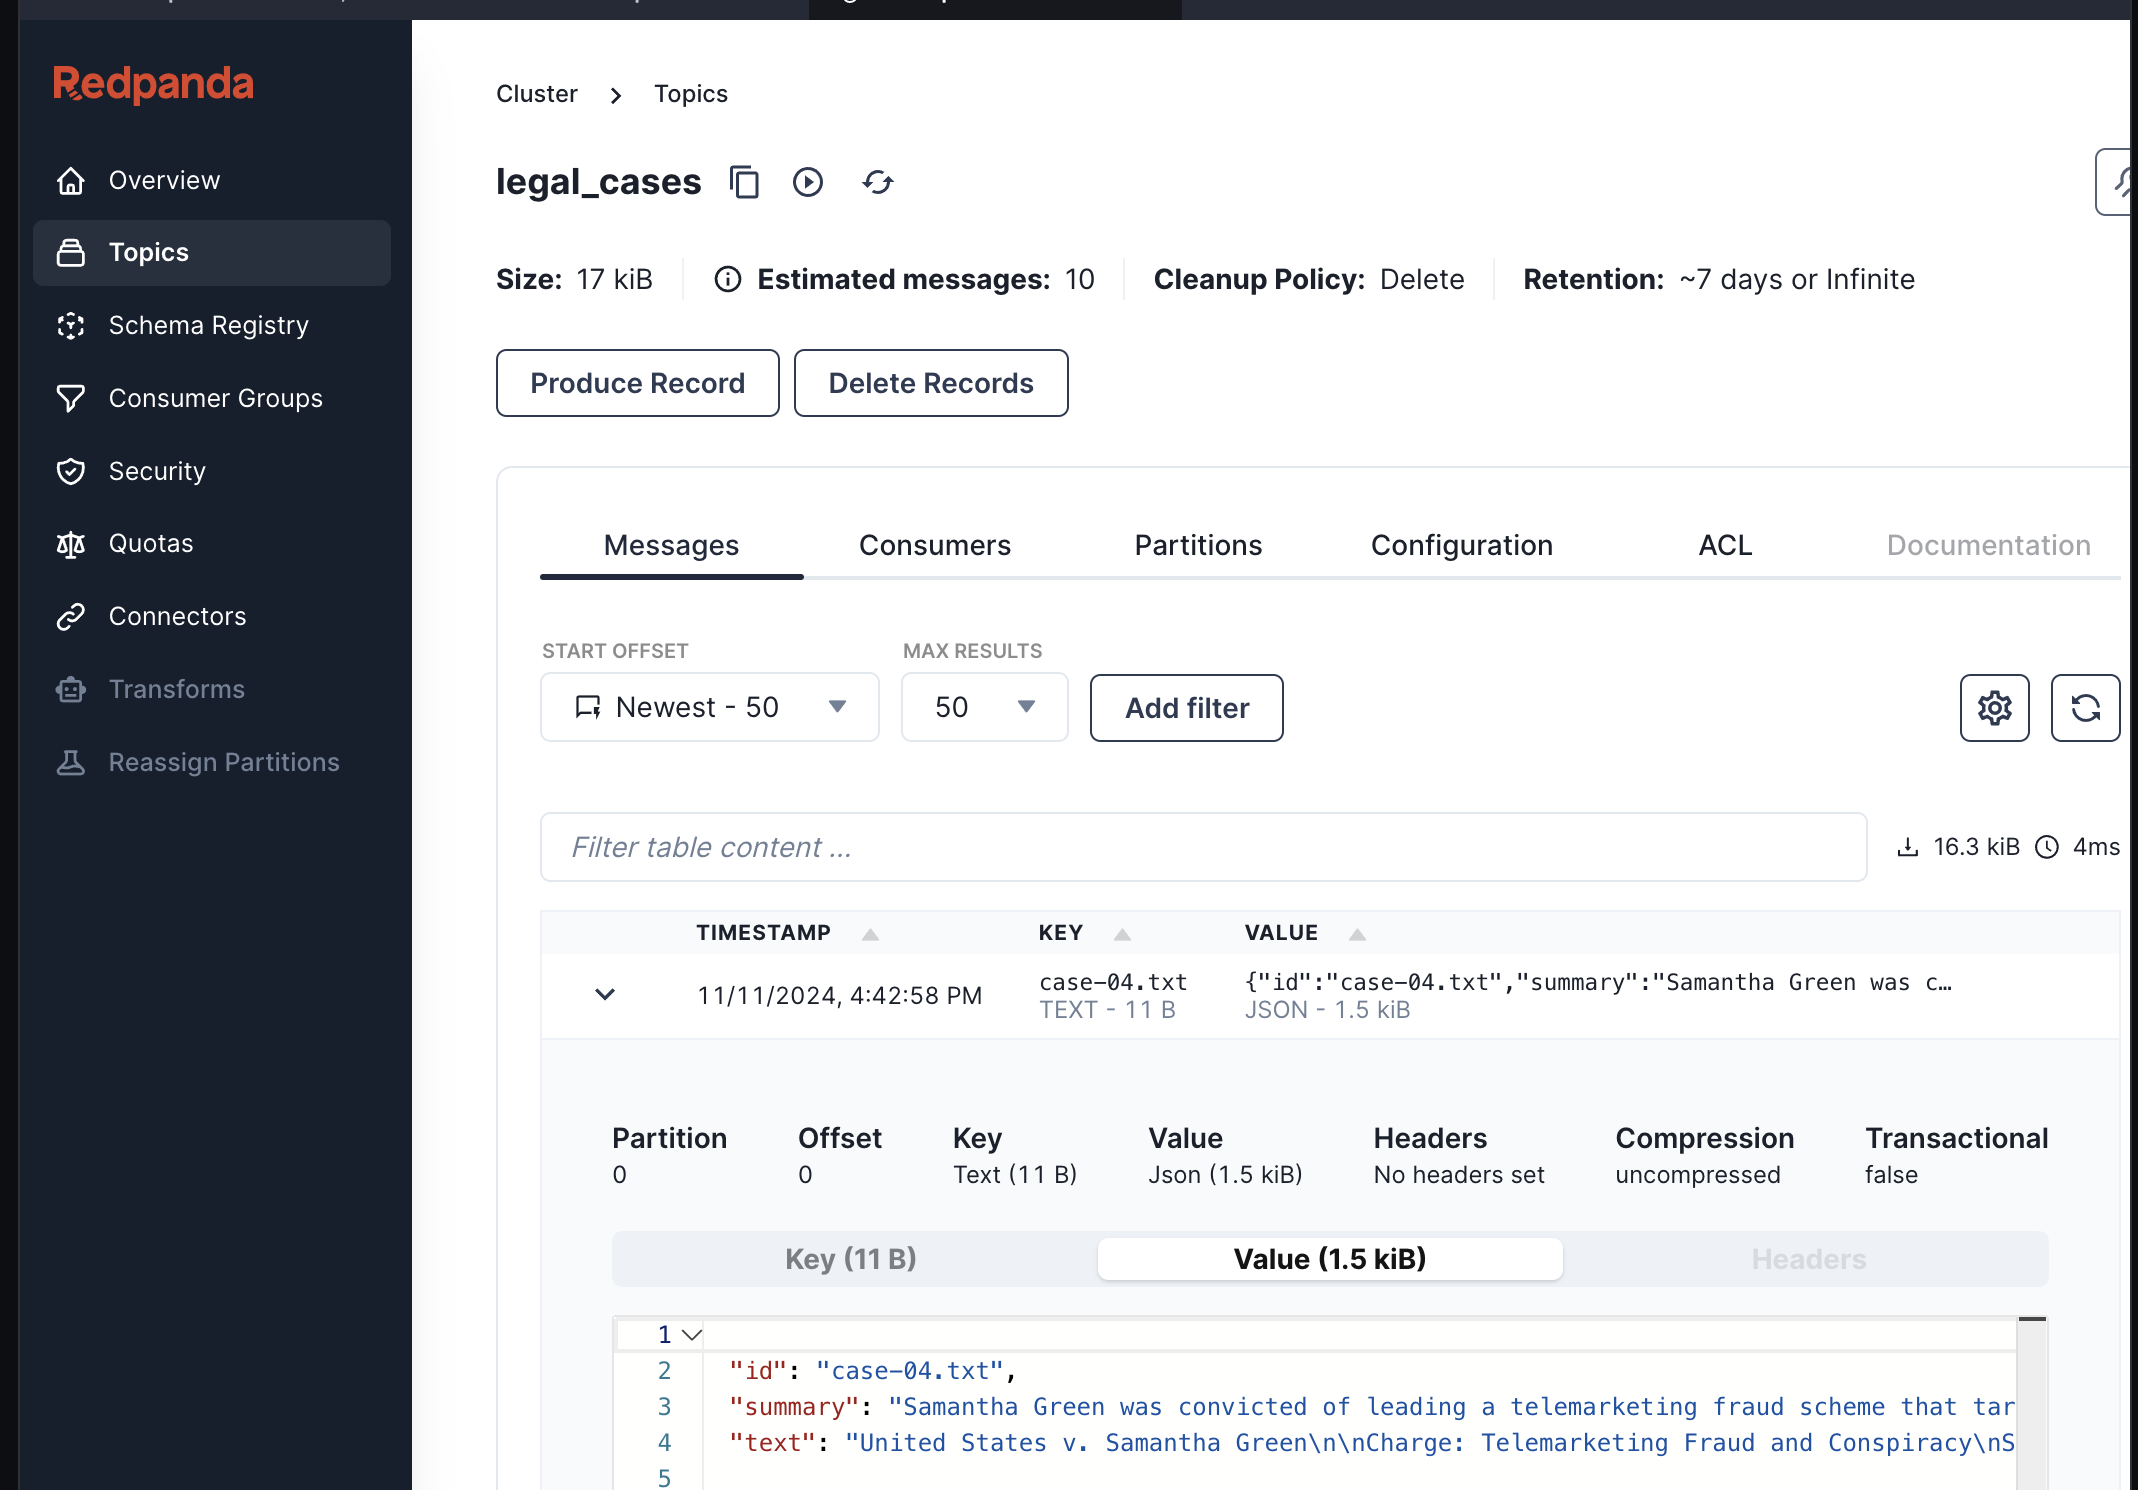 Redpanda
Overview
Topics
Schema Registry
Consumer Groups
Security
Quotas
Connectors
Transforms
Reassign Partitions
Cluster > Topics
legal_cases
Size: 17 kiB Estimated messages: 10 Cleanup Policy: Delete Retention: ~7 days or Infinite
Produce Record Delete Records
Messages Consumers Partitions Configuration ACL Documentation
START OFFSET MAX RESULTS
Newest - 50 50 Add filter
Filter table content ... 16.3 kiB 4ms
TIMESTAMP KEY VALUE
11/11/2024, 4:42:58 PM case-04.txt {"id":"case-04.txt","summary":"Samantha Green was c…
TEXT - 11 B JSON - 1.5 kiB
Partition Offset Key Value Headers Compression Transactional
0 0 Text (11 B) Json (1.5 kiB) No headers set uncompressed false
Key (11 B) Value (1.5 kiB) Headers
1
2 "id": "case-04.txt",
3 "summary": "Samantha Green was convicted of leading a telemarketing fraud scheme that tar
4 "text": "United States v. Samantha Green\n\nCharge: Telemarketing Fraud and Conspiracy\nS
5